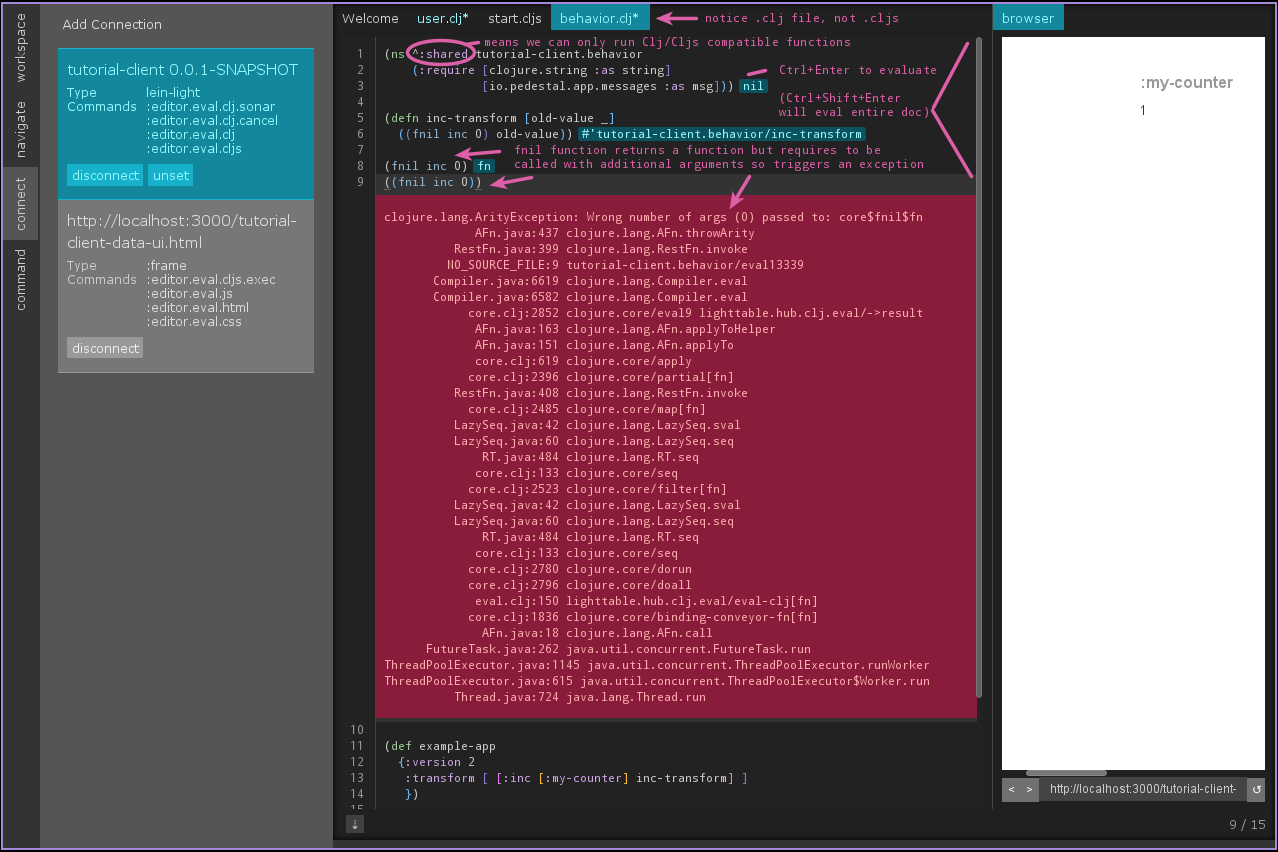 workspace
navigate
connect
command
Add Connection
tutorial-client 0.0.1-SNAPSHOT
Type lein-light
Commands :editor.eval.clj.sonar
:editor.eval.clj.cancel
:editor.eval.clj
:editor.eval.cljs
disconnect unset
http://localhost:3000/tutorial-
client-data-ui.html
Type :frame
Commands :editor.eval.cljs.exec
:editor.eval.js
:editor.eval.html
:editor.eval.css
disconnect
Welcome user.clj* start.cljs behavior.clj* notice .clj file, not .cljs
means we can only run Clj/Cljs compatible functions
1 (ns ^:shared tutorial-client.behavior
2 (:require [clojure.string :as string]
Ctrl+Enter to evaluate
3 [io.pedestal.app.messages :as msg])) nil
(Ctrl+Shift+Enter
will eval entire doc)
4
5 (defn inc-transform [old-value _]
6 ((fnil inc 0) old-value)) #'tutorial-client.behavior/inc-transform
7 fnil function returns a function but requires to be
called with additional arguments so triggers an exception
8 (fnil inc 0) fn
9 ((fnil inc 0))
clojure.lang.ArityException: Wrong number of args (0) passed to: core$fnil$fn
AFn.java:437 clojure.lang.AFn.throwArity
RestFn.java:399 clojure.lang.RestFn.invoke
NO_SOURCE_FILE:9 tutorial-client.behavior/eval13339
Compiler.java:6619 clojure.lang.Compiler.eval
Compiler.java:6582 clojure.lang.Compiler.eval
core.clj:2852 clojure.core/eval9 lighttable.hub.clj.eval/->result
AFn.java:163 clojure.lang.AFn.applyToHelper
AFn.java:151 clojure.lang.AFn.applyTo
core.clj:619 clojure.core/apply
core.clj:2396 clojure.core/partial[fn]
RestFn.java:408 clojure.lang.RestFn.invoke
core.clj:2485 clojure.core/map[fn]
LazySeq.java:42 clojure.lang.LazySeq.sval
LazySeq.java:60 clojure.lang.LazySeq.seq
RT.java:484 clojure.lang.RT.seq
core.clj:133 clojure.core/seq
core.clj:2523 clojure.core/filter[fn]
LazySeq.java:42 clojure.lang.LazySeq.sval
LazySeq.java:60 clojure.lang.LazySeq.seq
RT.java:484 clojure.lang.RT.seq
core.clj:133 clojure.core/seq
core.clj:2780 clojure.core/dorun
core.clj:2796 clojure.core/doall
eval.clj:150 lighttable.hub.clj.eval/eval-clj[fn]
core.clj:1836 clojure.core/binding-conveyor-fn[fn]
AFn.java:18 clojure.lang.AFn.call
FutureTask.java:262 java.util.concurrent.FutureTask.run
ThreadPoolExecutor.java:1145 java.util.concurrent.ThreadPoolExecutor.runWorker
ThreadPoolExecutor.java:615 java.util.concurrent.ThreadPoolExecutor$Worker.run
Thread.java:724 java.lang.Thread.run
10
11 (def example-app
12 {:version 2
13 :transform [ [:inc [:my-counter] inc-transform] ]
14 })
15
browser
:my-counter
1
< > http://localhost:3000/tutorial-client- ↺
↓
9 / 15